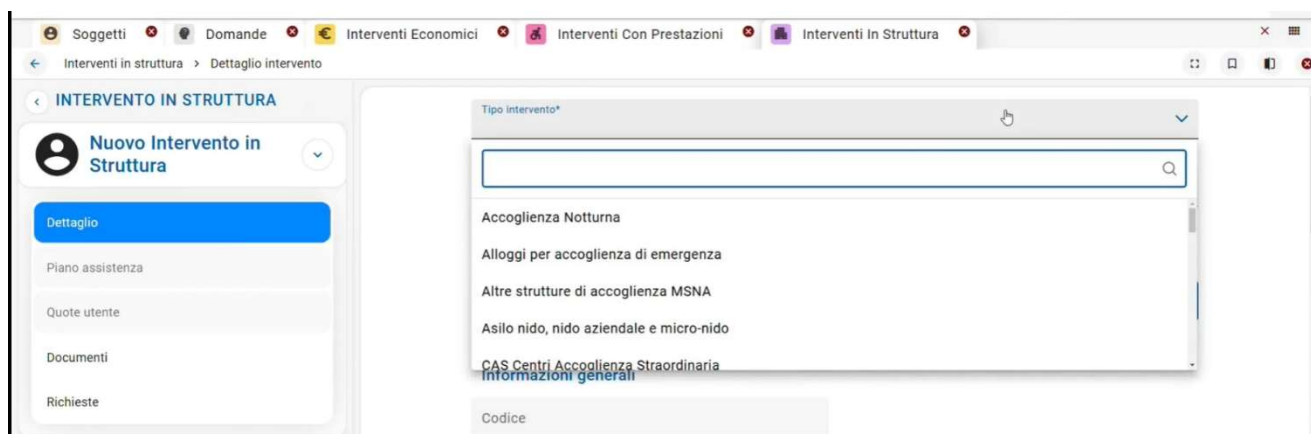 Soggetti Domande Interventi Economici Interventi Con Prestazioni Interventi In Struttura
Interventi in struttura > Dettaglio intervento
INTERVENTO IN STRUTTURA
Nuovo Intervento in
Struttura
Dettaglio
Piano assistenza
Quote utente
Documenti
Richieste
Tipo intervento*
Accoglienza Notturna
Alloggi per accoglienza di emergenza
Altre strutture di accoglienza MSNA
Asilo nido, nido aziendale e micro-nido
CAS Centri Accoglienza Straordinaria
Informazioni generali
Codice